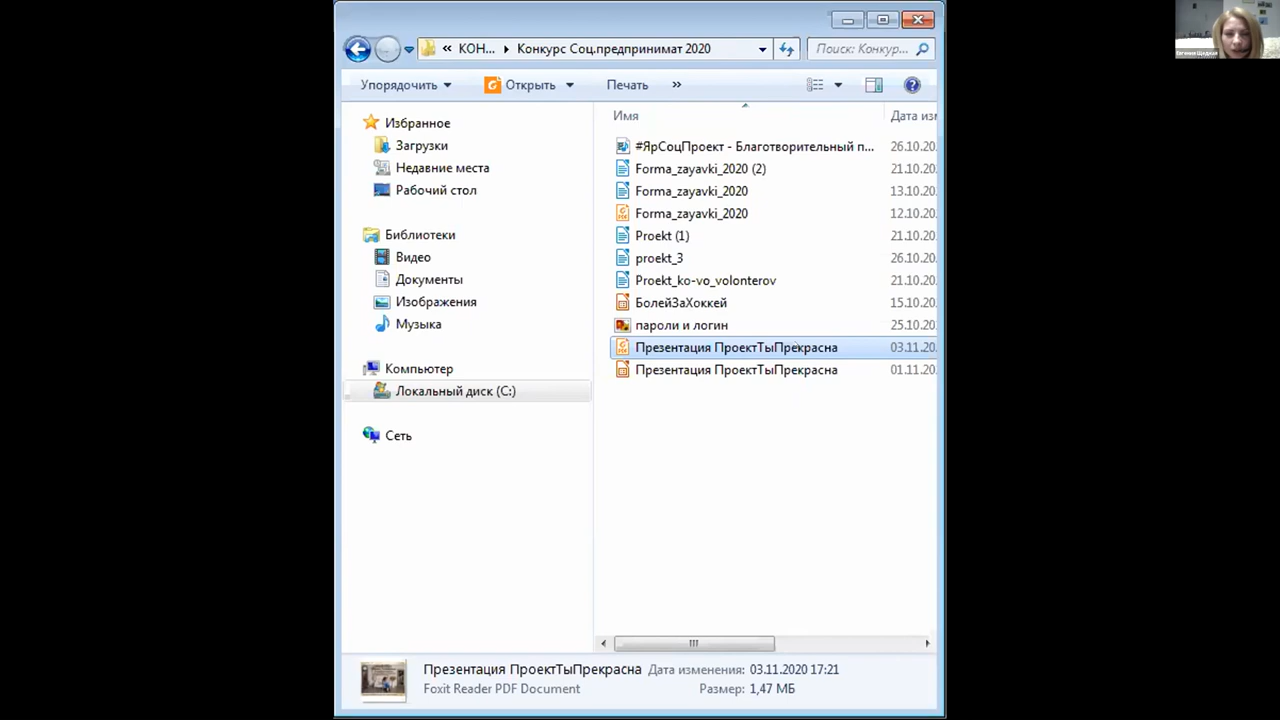 « КОН... Конкурс Соц.предпринимат 2020
Поиск: Конкур...
Упорядочить Открыть Печать »
Избранное
Загрузки
Недавние места
Рабочий стол
Библиотеки
Видео
Документы
Изображения
Музыка
Компьютер
Локальный диск (C:)
Сеть
Имя Дата из
#ЯрСоцПроект - Благотворительный п... 26.10.20
Forma_zayavki_2020 (2) 21.10.20
Forma_zayavki_2020 13.10.20
Forma_zayavki_2020 12.10.20
Proekt (1) 21.10.20
proekt_3 26.10.20
Proekt_ko-vo_volonterov 21.10.20
БолейЗаХоккей 15.10.20
пароли и логин 25.10.20
Презентация ПроектТыПрекрасна 03.11.20
Презентация ПроектТыПрекрасна 01.11.20
Презентация ПроектТыПрекрасна Дата изменения: 03.11.2020 17:21
Foxit Reader PDF Document Размер: 1,47 МБ